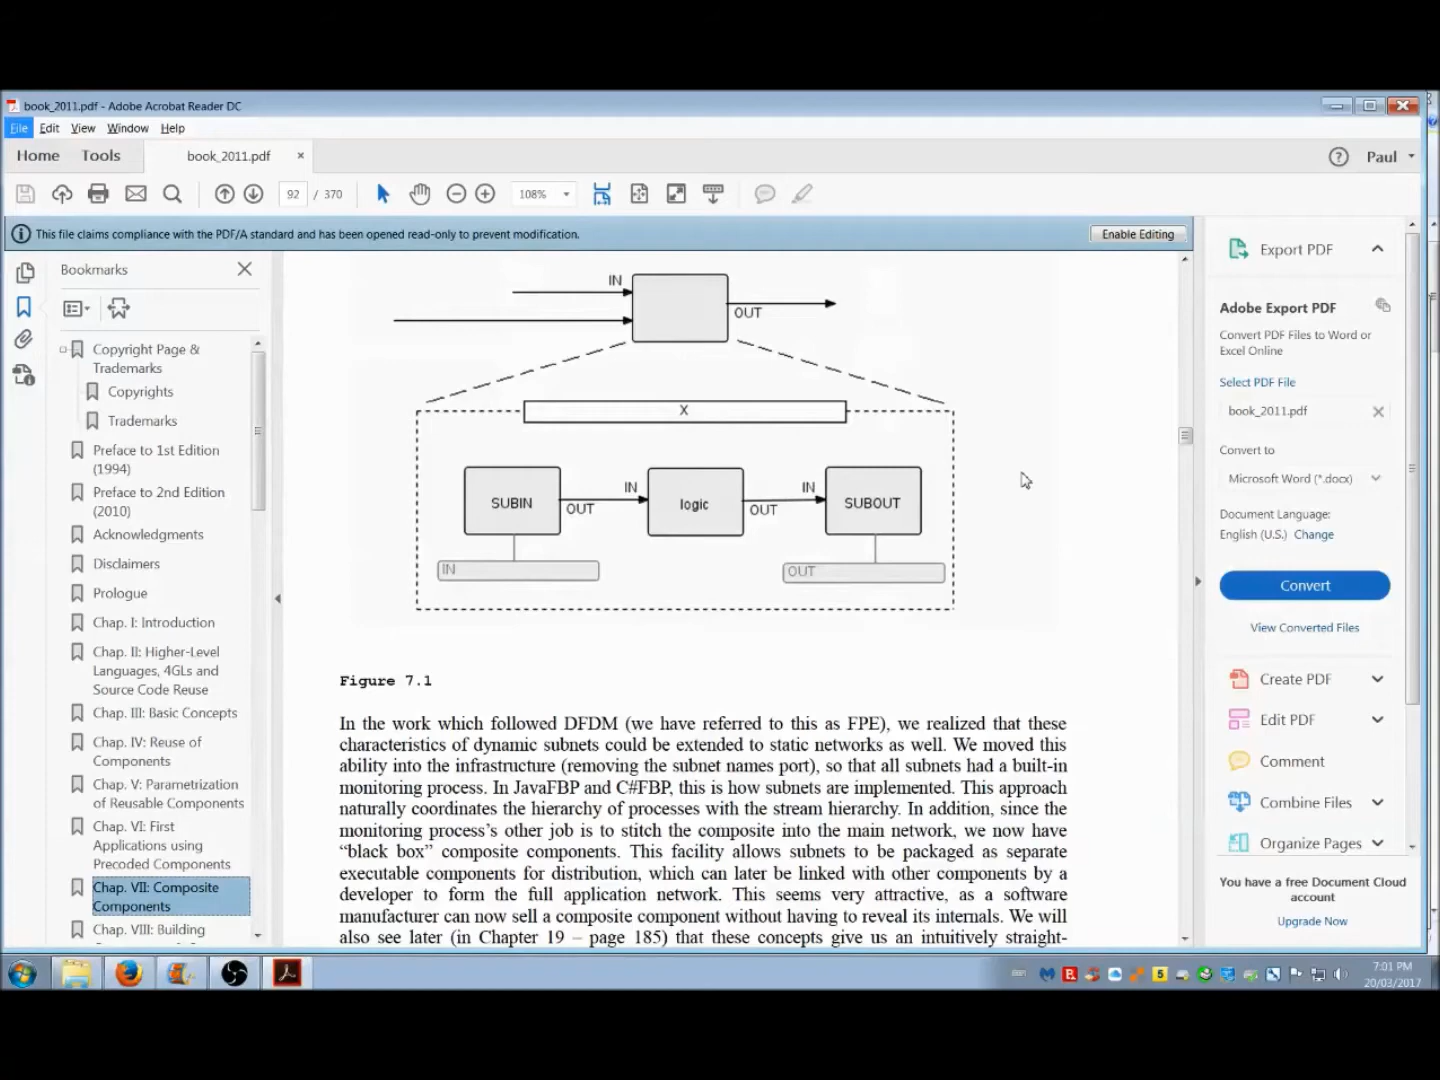 book_2011.pdf - Adobe Acrobat Reader DC
File Edit View Window Help
Home Tools book_2011.pdf × Paul
92 / 370 108%
This file claims compliance with the PDF/A standard and has been opened read-only to prevent modification. Enable Editing
Bookmarks
Copyright Page &
Trademarks
Copyrights
Trademarks
Preface to 1st Edition
(1994)
Preface to 2nd Edition
(2010)
Acknowledgments
Disclaimers
Prologue
Chap. I: Introduction
Chap. II: Higher-Level
Languages, 4GLs and
Source Code Reuse
Chap. III: Basic Concepts
Chap. IV: Reuse of
Components
Chap. V: Parametrization
of Reusable Components
Chap. VI: First
Applications using
Precoded Components
Chap. VII: Composite
Components
Chap. VIII: Building
IN
OUT
X
SUBIN
OUT
IN
logic
OUT
IN
SUBOUT
IN
OUT
Figure 7.1
In the work which followed DFDM (we have referred to this as FPE), we realized that these
characteristics of dynamic subnets could be extended to static networks as well. We moved this
ability into the infrastructure (removing the subnet names port), so that all subnets had a built-in
monitoring process. In JavaFBP and C#FBP, this is how subnets are implemented. This approach
naturally coordinates the hierarchy of processes with the stream hierarchy. In addition, since the
monitoring process's other job is to stitch the composite into the main network, we now have
“black box” composite components. This facility allows subnets to be packaged as separate
executable components for distribution, which can later be linked with other components by a
developer to form the full application network. This seems very attractive, as a software
manufacturer can now sell a composite component without having to reveal its internals. We will
also see later (in Chapter 19 – page 185) that these concepts give us an intuitively straight-
Export PDF
Adobe Export PDF
Convert PDF Files to Word or
Excel Online
Select PDF File
book_2011.pdf
Convert to
Microsoft Word (*.docx)
Document Language:
English (U.S.) Change
Convert
View Converted Files
Create PDF
Edit PDF
Comment
Combine Files
Organize Pages
You have a free Document Cloud
account
Upgrade Now
7:01 PM
20/03/2017